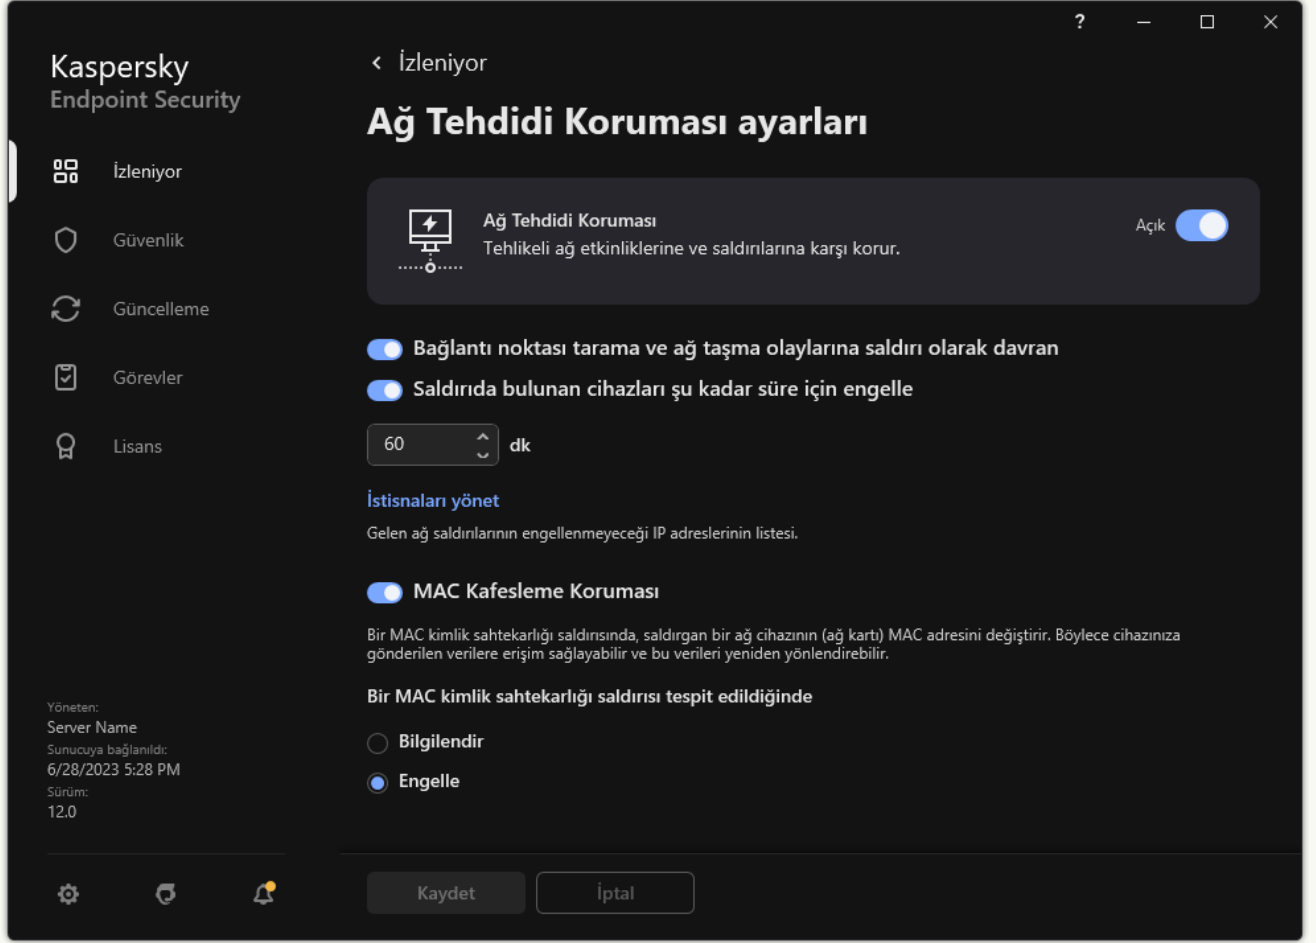 ?
Kaspersky
Endpoint Security
İzleniyor
Güvenlik
Güncelleme
Görevler
Lisans
Yöneten:
Server Name
Sunucuya bağlanıldı:
6/28/2023 5:28 PM
Sürüm:
12.0
İzleniyor
Ağ Tehdidi Koruması ayarları
Ağ Tehdidi Koruması
Tehlikeli ağ etkinliklerine ve saldırılarına karşı korur.
Açık
Bağlantı noktası tarama ve ağ taşma olaylarına saldırı olarak davran
Saldırıda bulunan cihazları şu kadar süre için engelle
60 dk
İstisnaları yönet
Gelen ağ saldırılarının engellenmeyeceği IP adreslerinin listesi.
MAC Kafesleme Koruması
Bir MAC kimlik sahtekarlığı saldırısında, saldırgan bir ağ cihazının (ağ kartı) MAC adresini değiştirir. Böylece cihazınıza
gönderilen verilere erişim sağlayabilir ve bu verileri yeniden yönlendirebilir.
Bir MAC kimlik sahtekarlığı saldırısı tespit edildiğinde
Bilgilendir
Engelle
Kaydet
İptal